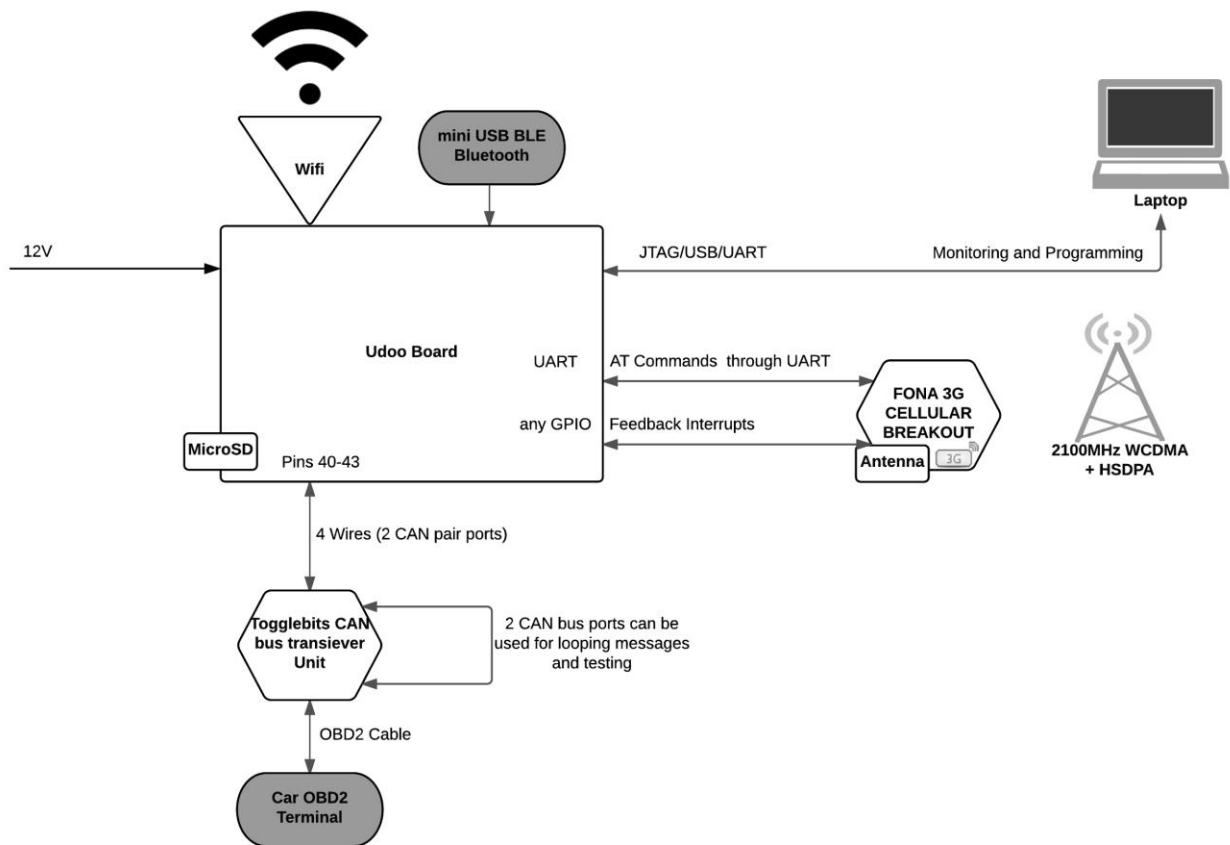 mini USB BLE
Bluetooth
Wifi
Laptop
12V
JTAG/USB/UART
Monitoring and Programming
Udoo Board
UART
AT Commands through UART
FONA 3G
CELLULAR
BREAKOUT
any GPIO
Feedback Interrupts
Antenna
3G
2100MHz WCDMA
+ HSDPA
MicroSD
Pins 40-43
4 Wires (2 CAN pair ports)
Togglebits CAN
bus transiever
Unit
2 CAN bus ports can be
used for looping messages
and testing
OBD2 Cable
Car OBD2
Terminal